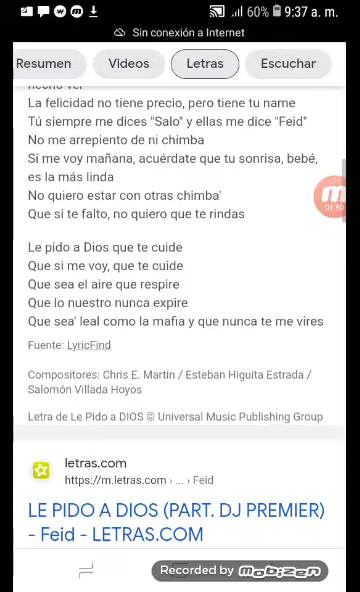 60% 9:37 a. m.
Sin conexión a Internet
Resumen Videos Letras Escuchar
La felicidad no tiene precio, pero tiene tu name
Tú siempre me dices "Salo" y ellas me dice "Feid"
No me arrepiento de ni chimba
Si me voy mañana, acuérdate que tu sonrisa, bebé,
es la más linda
No quiero estar con otras chimba'
Que si te falto, no quiero que te rindas
Le pido a Dios que te cuide
Que si me voy, que te cuide
Que sea el aire que respire
Que lo nuestro nunca expire
Que sea' leal como la mafia y que nunca te me vires
Fuente: LyricFind
Compositores: Chris E. Martin / Esteban Higuita Estrada /
Salomón Villada Hoyos
Letra de Le Pido a DIOS © Universal Music Publishing Group
letras.com
https://m.letras.com › ... › Feid
LE PIDO A DIOS (PART. DJ PREMIER)
- Feid - LETRAS.COM
Recorded by mobizen